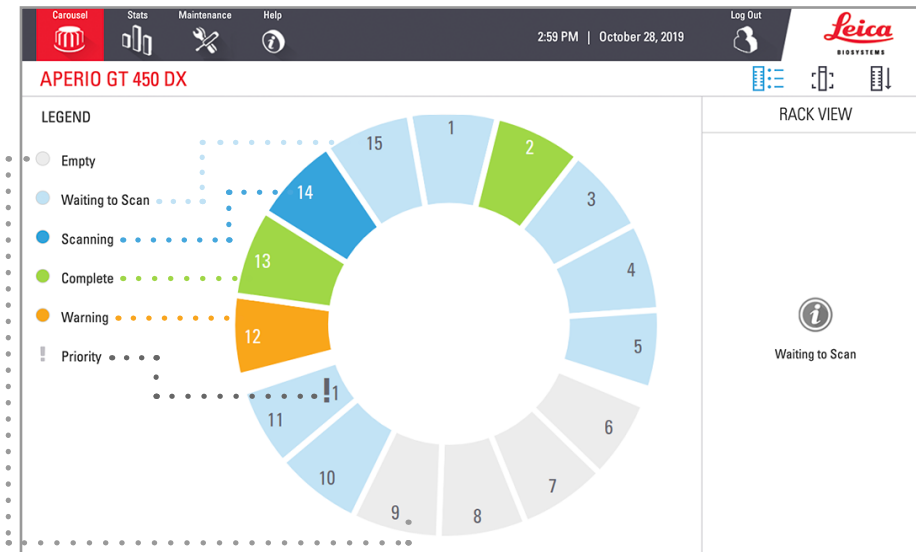 Carousel
Stats
Maintenance
Help
2:59 PM | October 28, 2019
Log Out
Leica
BIOSYSTEMS
APERIO GT 450 DX
LEGEND
Empty
Waiting to Scan
Scanning
Complete
Warning
! Priority
RACK VIEW
Waiting to Scan
1
2
3
4
5
6
7
8
9
10
11
!1
12
13
14
15